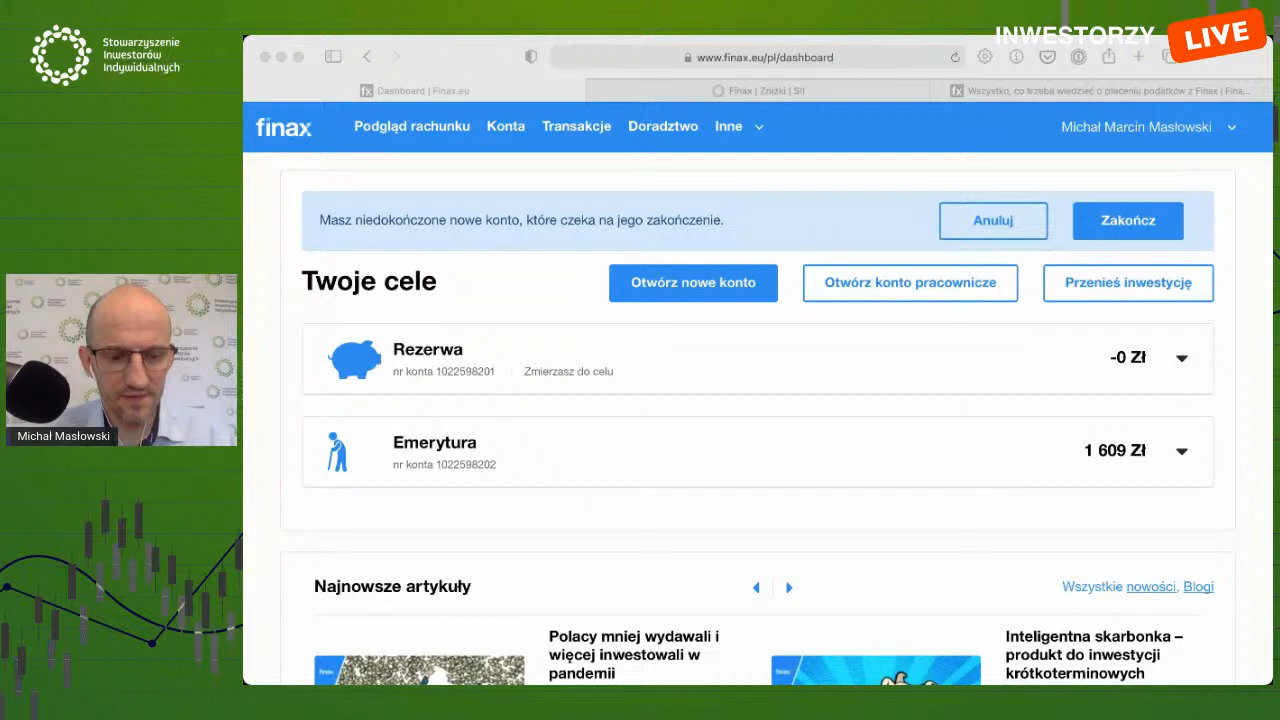 Stowarzyszenie
Inwestorów
Indywidualnych
INWESTORZY LIVE
www.finax.eu/pl/dashboard
Dashboard | Finax.eu
Finax | Zniżki | SII
Wszystko, co trzeba wiedzieć o płaceniu podatków z Finax | Fina...
finax
Podgląd rachunku Konta Transakcje Doradztwo Inne
Michał Marcin Masłowski
Masz niedokończone nowe konto, które czeka na jego zakończenie.
Anuluj
Zakończ
Twoje cele
Otwórz nowe konto
Otwórz konto pracownicze
Przenieś inwestycję
Rezerwa
nr konta 1022598201 Zmierzasz do celu
-0 Zł
Emerytura
nr konta 1022598202
1 609 Zł
Michał Masłowski
Najnowsze artykuły
Wszystkie nowości, Blogi
Polacy mniej wydawali i
więcej inwestowali w
pandemii
Inteligentna skarbonka –
produkt do inwestycji
krótkoterminowych